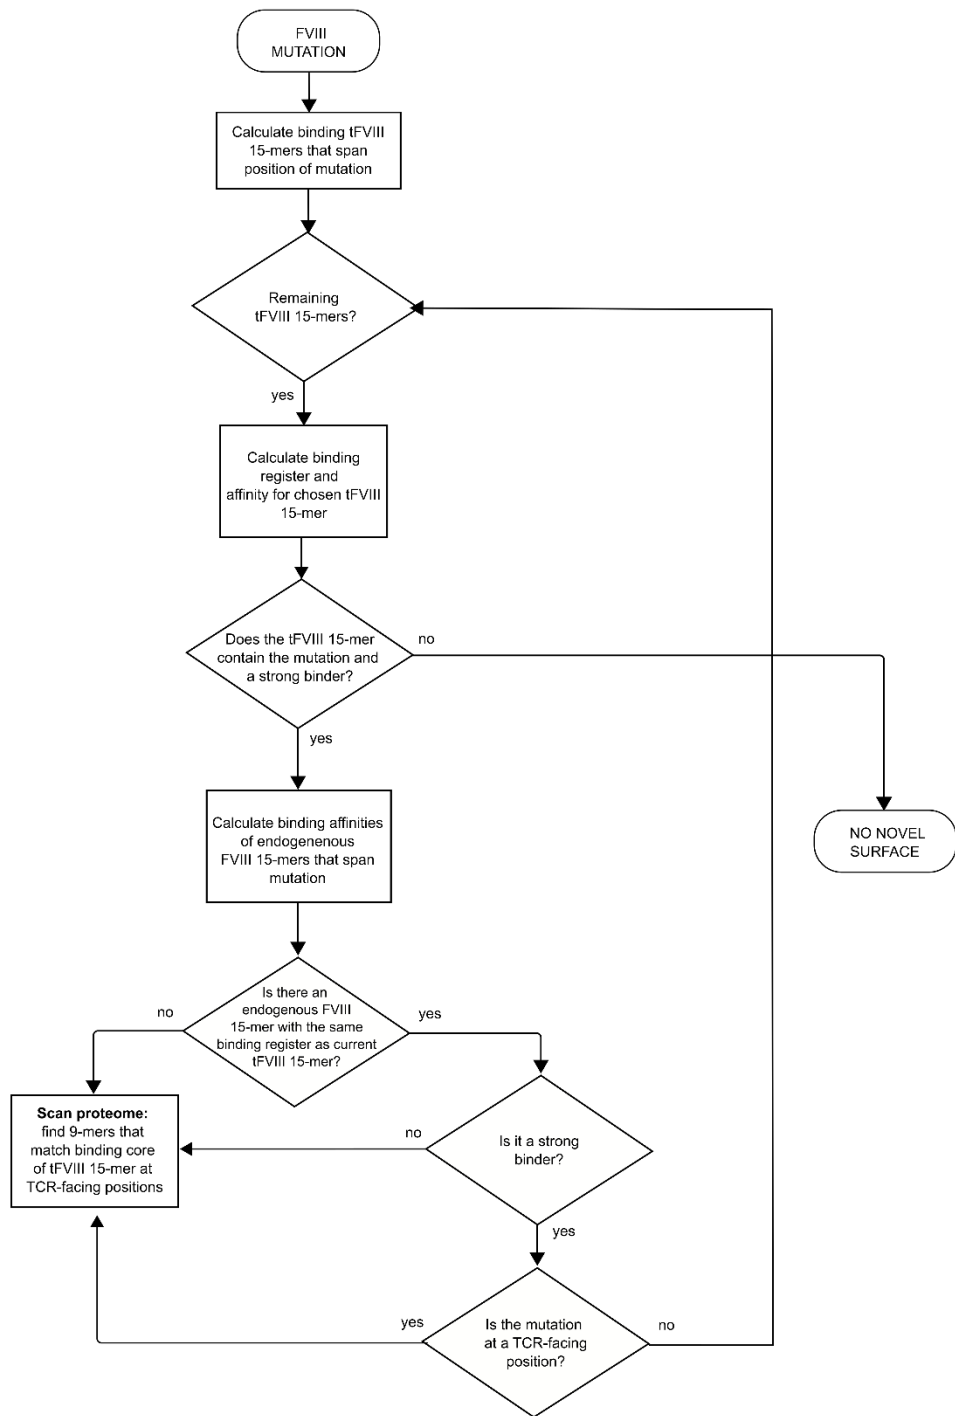 FVIII
MUTATION
Calculate binding tFVIII
15-mers that span
position of mutation
Remaining
tFVIII 15-mers?
yes
Calculate binding
register and
affinity for chosen tFVIII
15-mer
Does the tFVIII 15-mer
contain the mutation and
a strong binder?
no
yes
Calculate binding affinities
of endogenenous
FVIII 15-mers that span
mutation
NO NOVEL
SURFACE
Is there an
endogenous FVIII
15-mer with the same
binding register as current
tFVIII 15-mer?
no
yes
Scan proteome:
find 9-mers that
match binding core
of tFVIII 15-mer at
TCR-facing positions
no
Is it a strong
binder?
yes
Is the mutation
at a TCR-facing
position?
yes
no